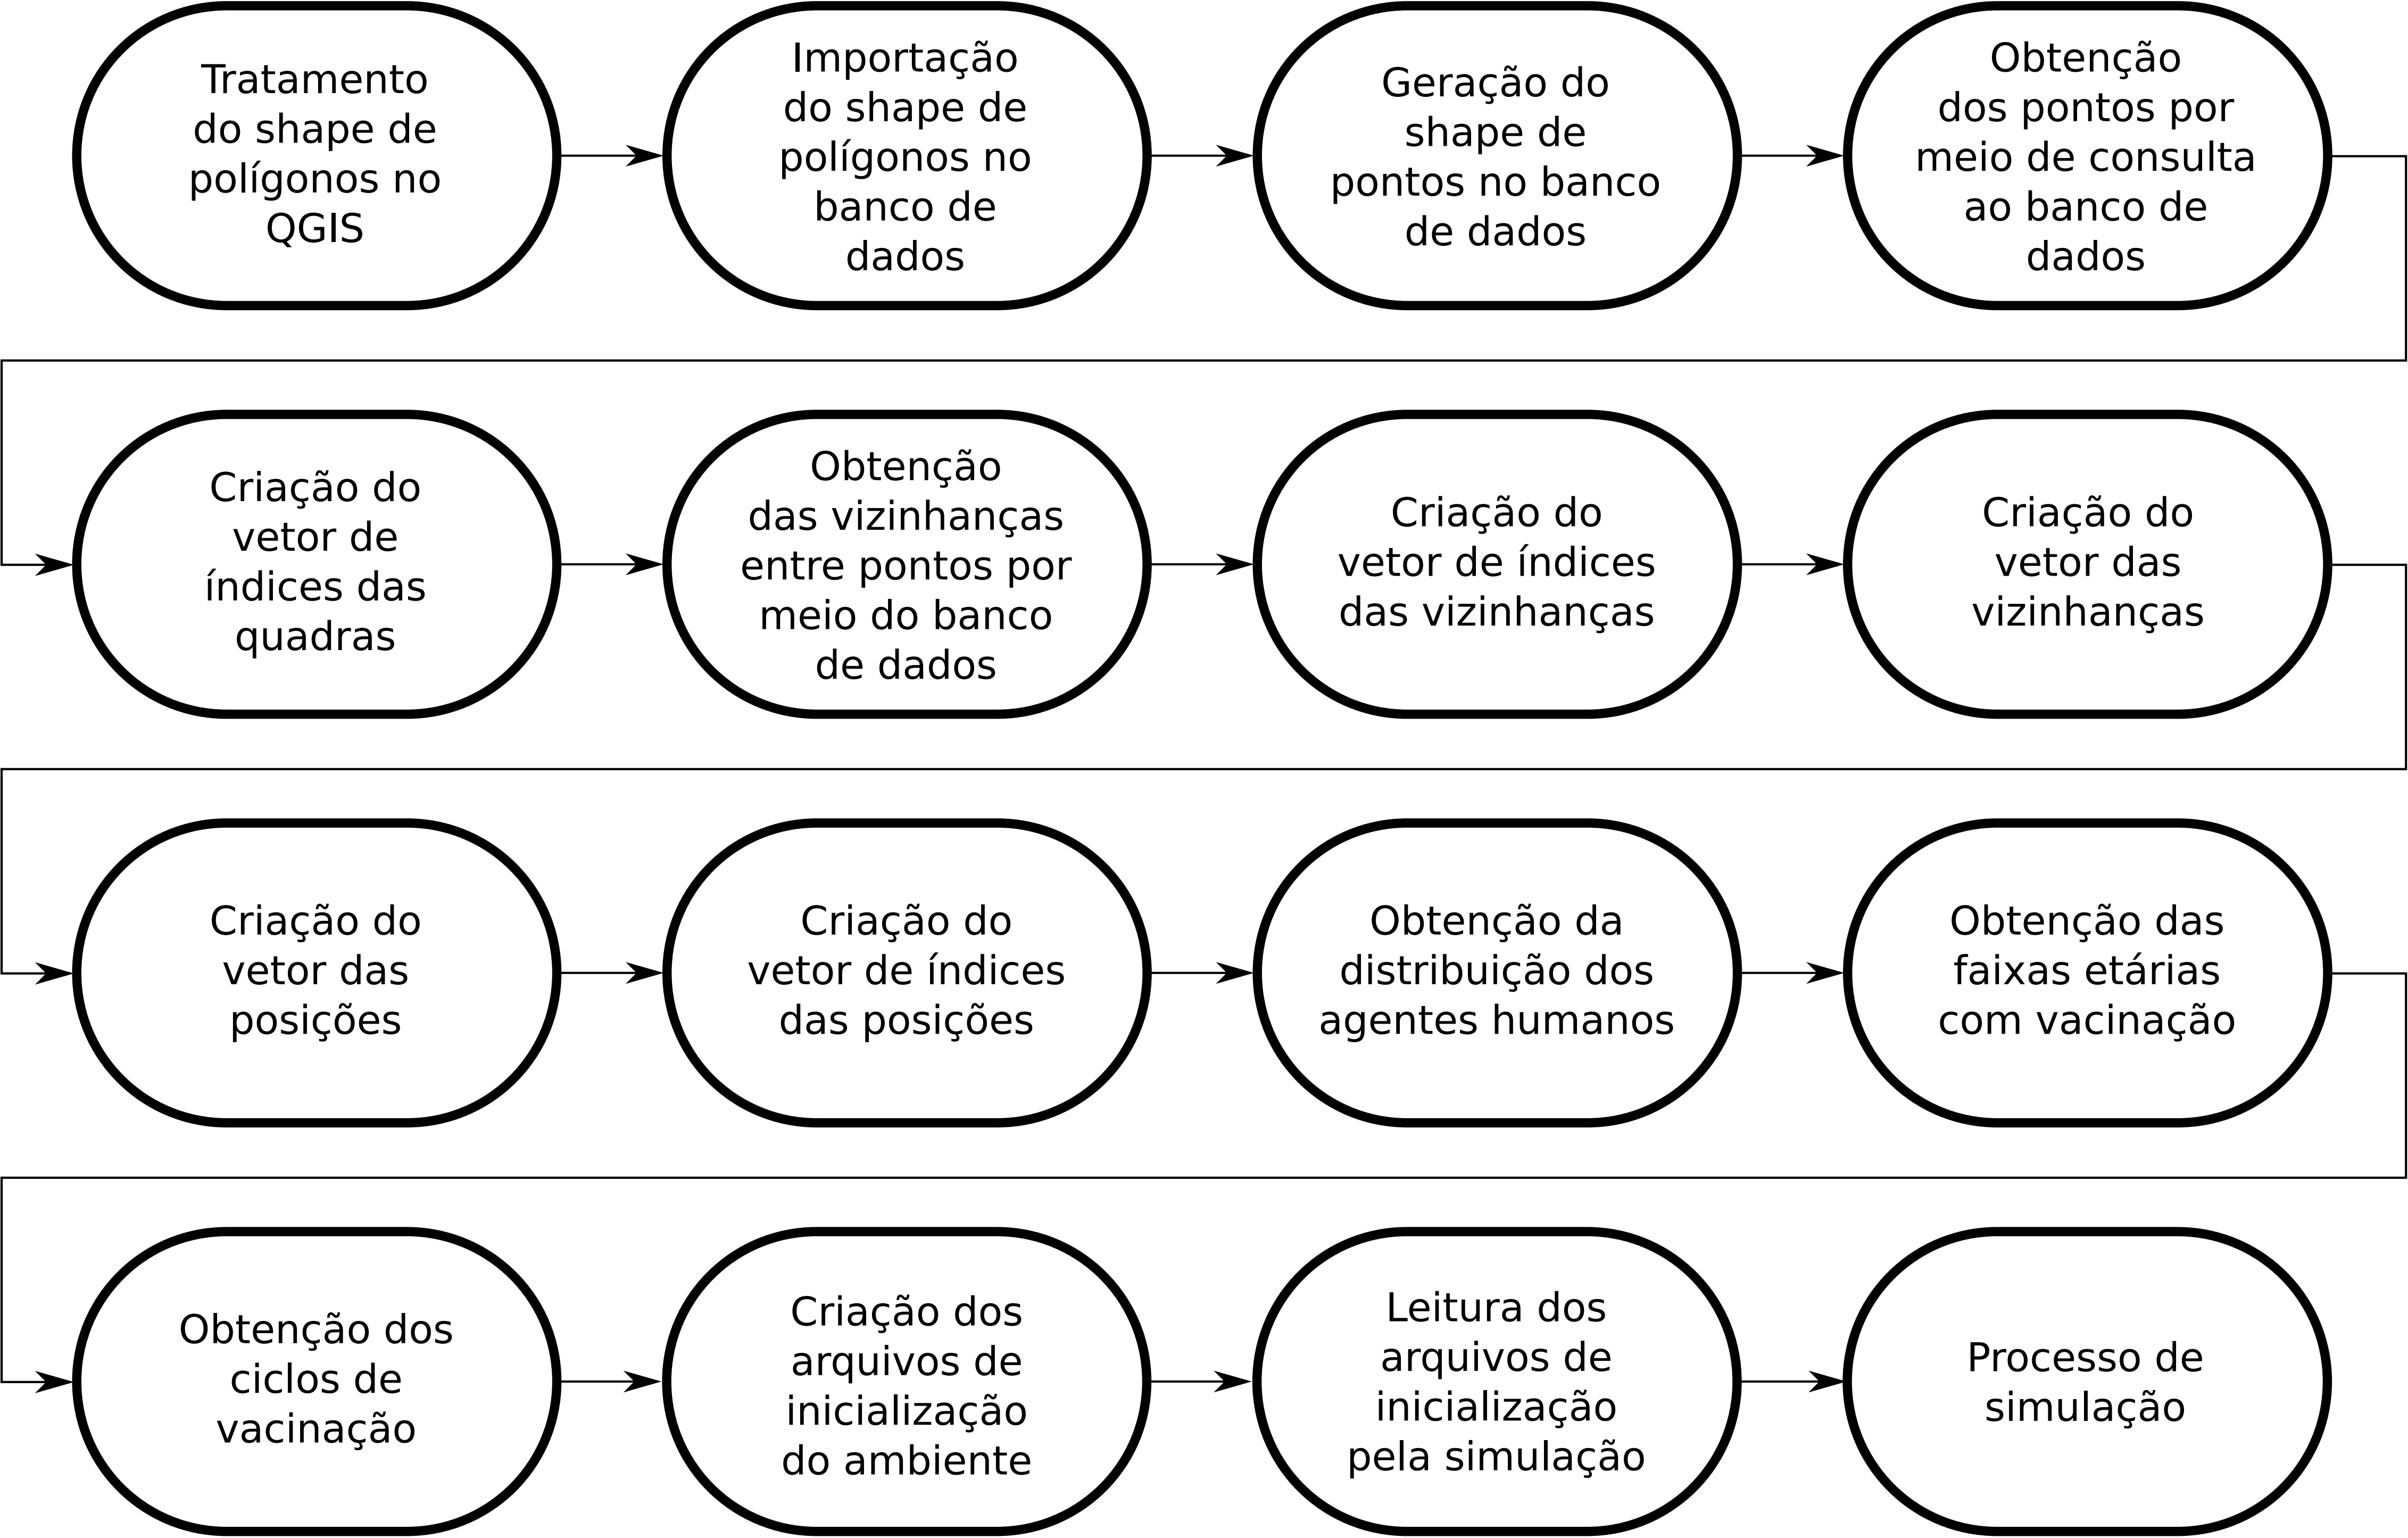 Tratamento
do shape de
polígonos no
QGIS
Importação
do shape de
polígonos no
banco de
dados
Geração do
shape de
pontos no banco
de dados
Obtenção
dos pontos por
meio de consulta
ao banco de
dados
Criação do
vetor de
índices das
quadras
Obtenção
das vizinhanças
entre pontos por
meio do banco
de dados
Criação do
vetor de índices
das vizinhanças
Criação do
vetor das
vizinhanças
Criação do
vetor das
posições
Criação do
vetor de índices
das posições
Obtenção da
distribuição dos
agentes humanos
Obtenção das
faixas etárias
com vacinação
Obtenção dos
ciclos de
vacinação
Criação dos
arquivos de
inicialização
do ambiente
Leitura dos
arquivos de
inicialização
pela simulação
Processo de
simulação